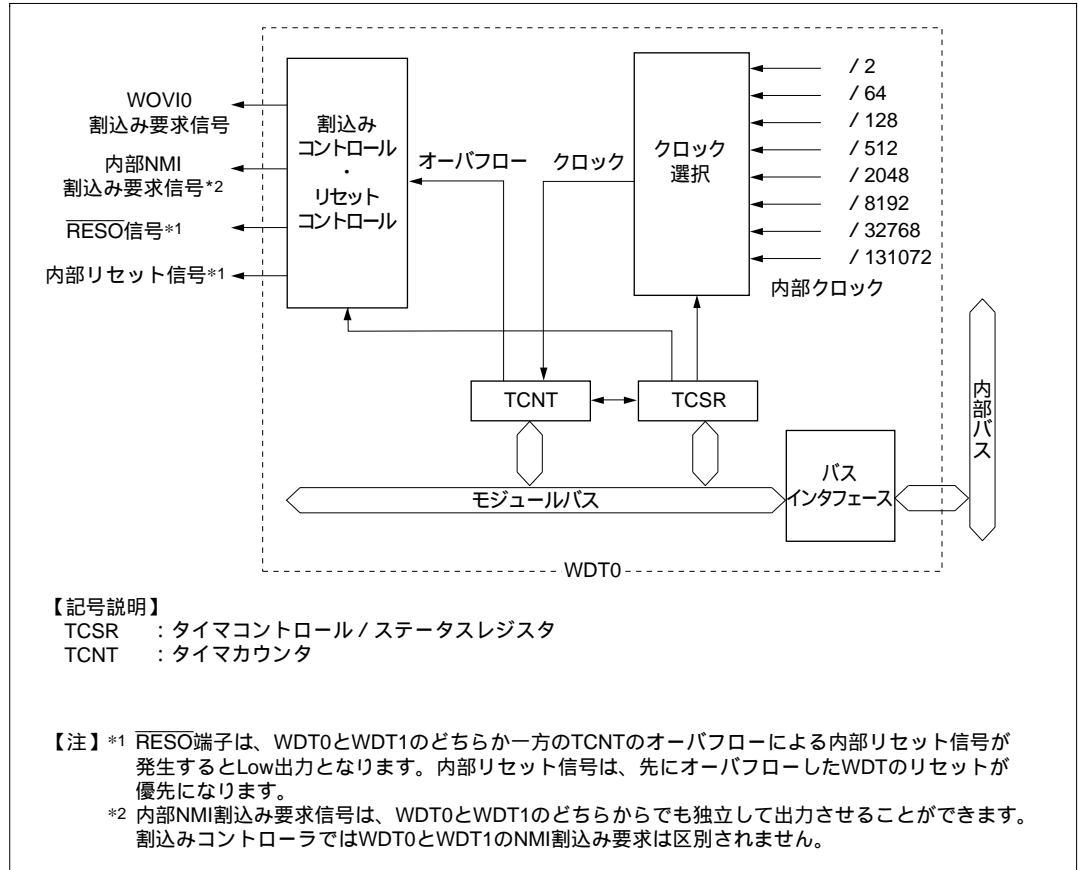 WOVI0
割込み要求信号
内部NMI
割込み要求信号*2
RESO信号*1
内部リセット信号*1
割込み
コントロール
・
リセット
コントロール
オーバフロー
クロック
クロック
選択
/ 2
/ 64
/ 128
/ 512
/ 2048
/ 8192
/ 32768
/ 131072
内部クロック
TCNT
TCSR
モジュールバス
バス
インタフェース
内部バス
WDT0
【記号説明】
TCSR :タイマコントロール / ステータスレジスタ
TCNT :タイマカウンタ
【注】*1 RESO端子は、WDT0とWDT1のどちらか一方のTCNTのオーバフローによる内部リセット信号が
発生するとLow出力となります。内部リセット信号は、先にオーバフローしたWDTのリセットが
優先になります。
*2 内部NMI割込み要求信号は、WDT0とWDT1のどちらからでも独立して出力させることができます。
割込みコントローラではWDT0とWDT1のNMI割込み要求は区別されません。